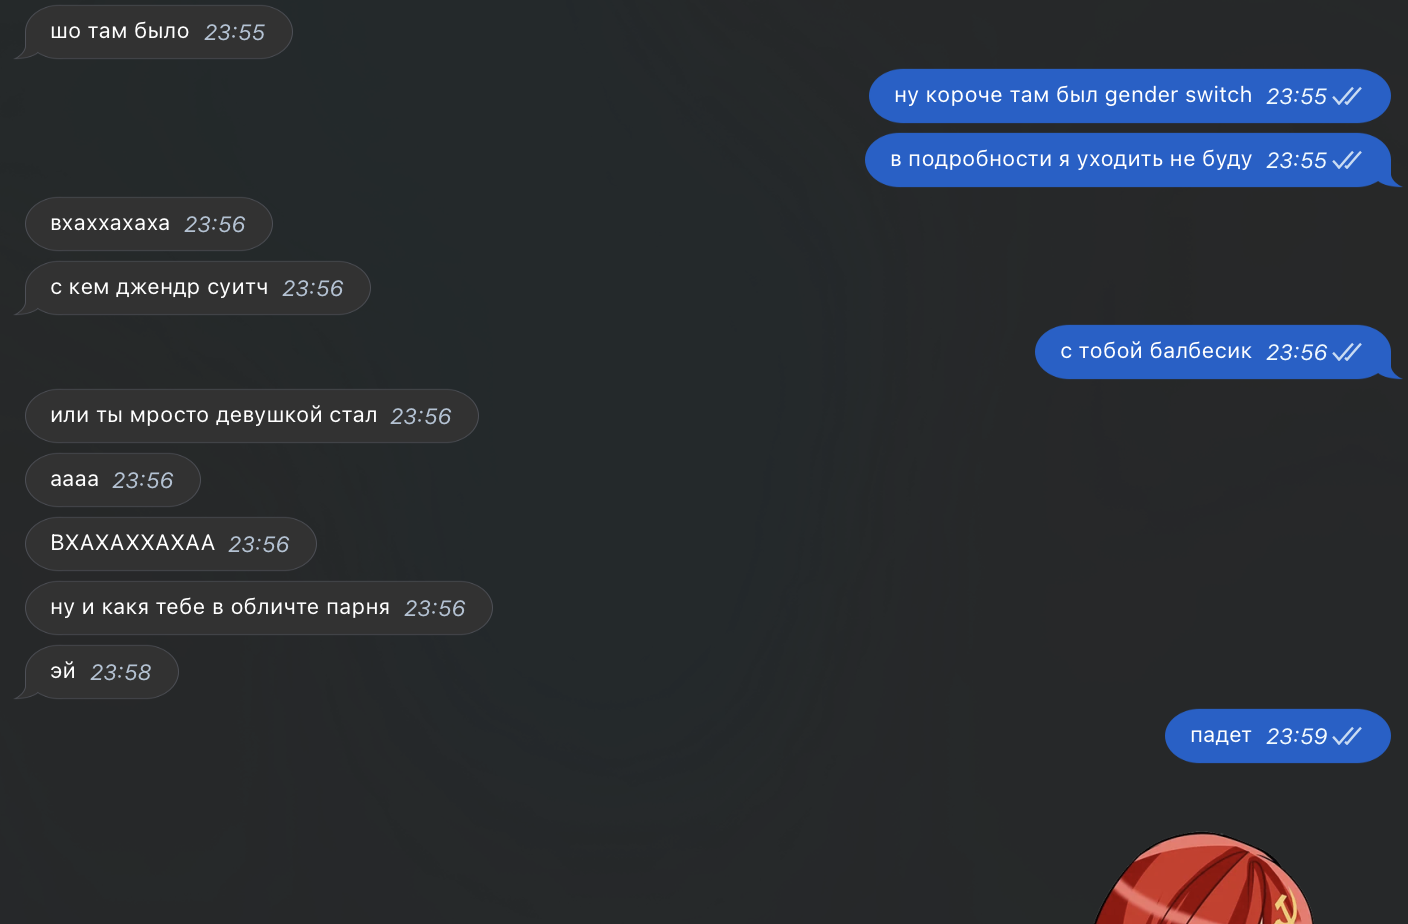 шо там было 23:55
ну короче там был gender switch 23:55
в подробности я уходить не буду 23:55
вхаххахаха 23:56
с кем джендр суитч 23:56
с тобой балбесик 23:56
или ты мросто девушкой стал 23:56
аааа 23:56
ВХАХАХХАХАА 23:56
ну и какя тебе в обличте парня 23:56
эй 23:58
падет 23:59